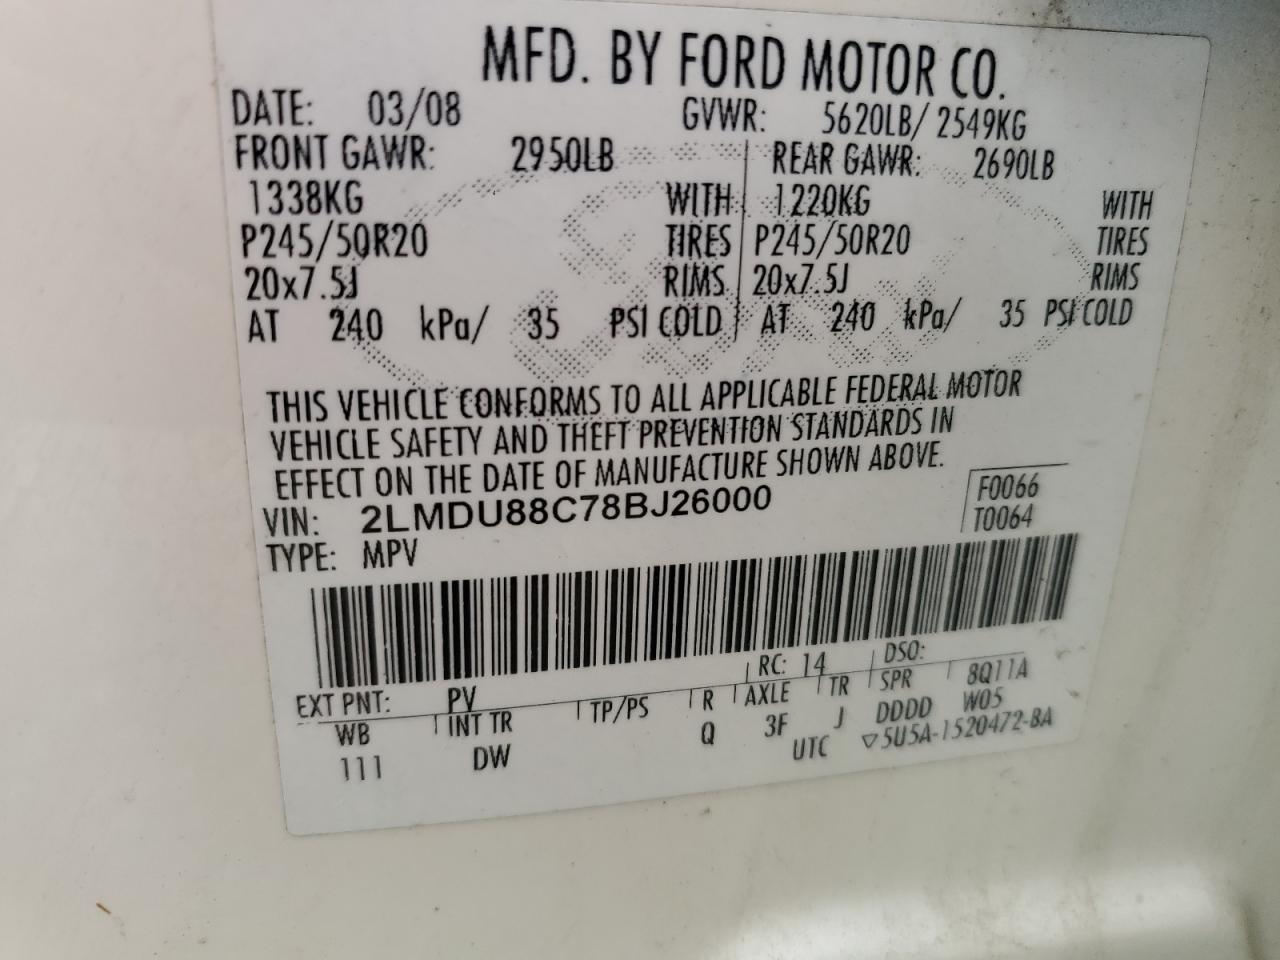 MFD. BY FORD MOTOR CO.
DATE: 03/08 GVWR: 5620LB/ 2549KG
FRONT GAWR: 2950LB REAR GAWR: 2690LB
1338KG WITH 1220KG WITH
P245/50R20 TIRES P245/50R20 TIRES
20x7.5J RIMS 20x7.5J RIMS
AT 240 kPa/ 35 PSI COLD AT 240 kPa/ 35 PSI COLD
THIS VEHICLE CONFORMS TO ALL APPLICABLE FEDERAL MOTOR
VEHICLE SAFETY AND THEFT PREVENTION STANDARDS IN
EFFECT ON THE DATE OF MANUFACTURE SHOWN ABOVE.
VIN: 2LMDU88C78BJ26000 F0066
T0064
TYPE: MPV
RC: 14 DSO:
EXT PNT: PV 8Q11A
WB INT TR TP/PS R AXLE TR SPR W05
111 DW Q 3F J DDDD
UTC ▽5U5A-1520472-BA